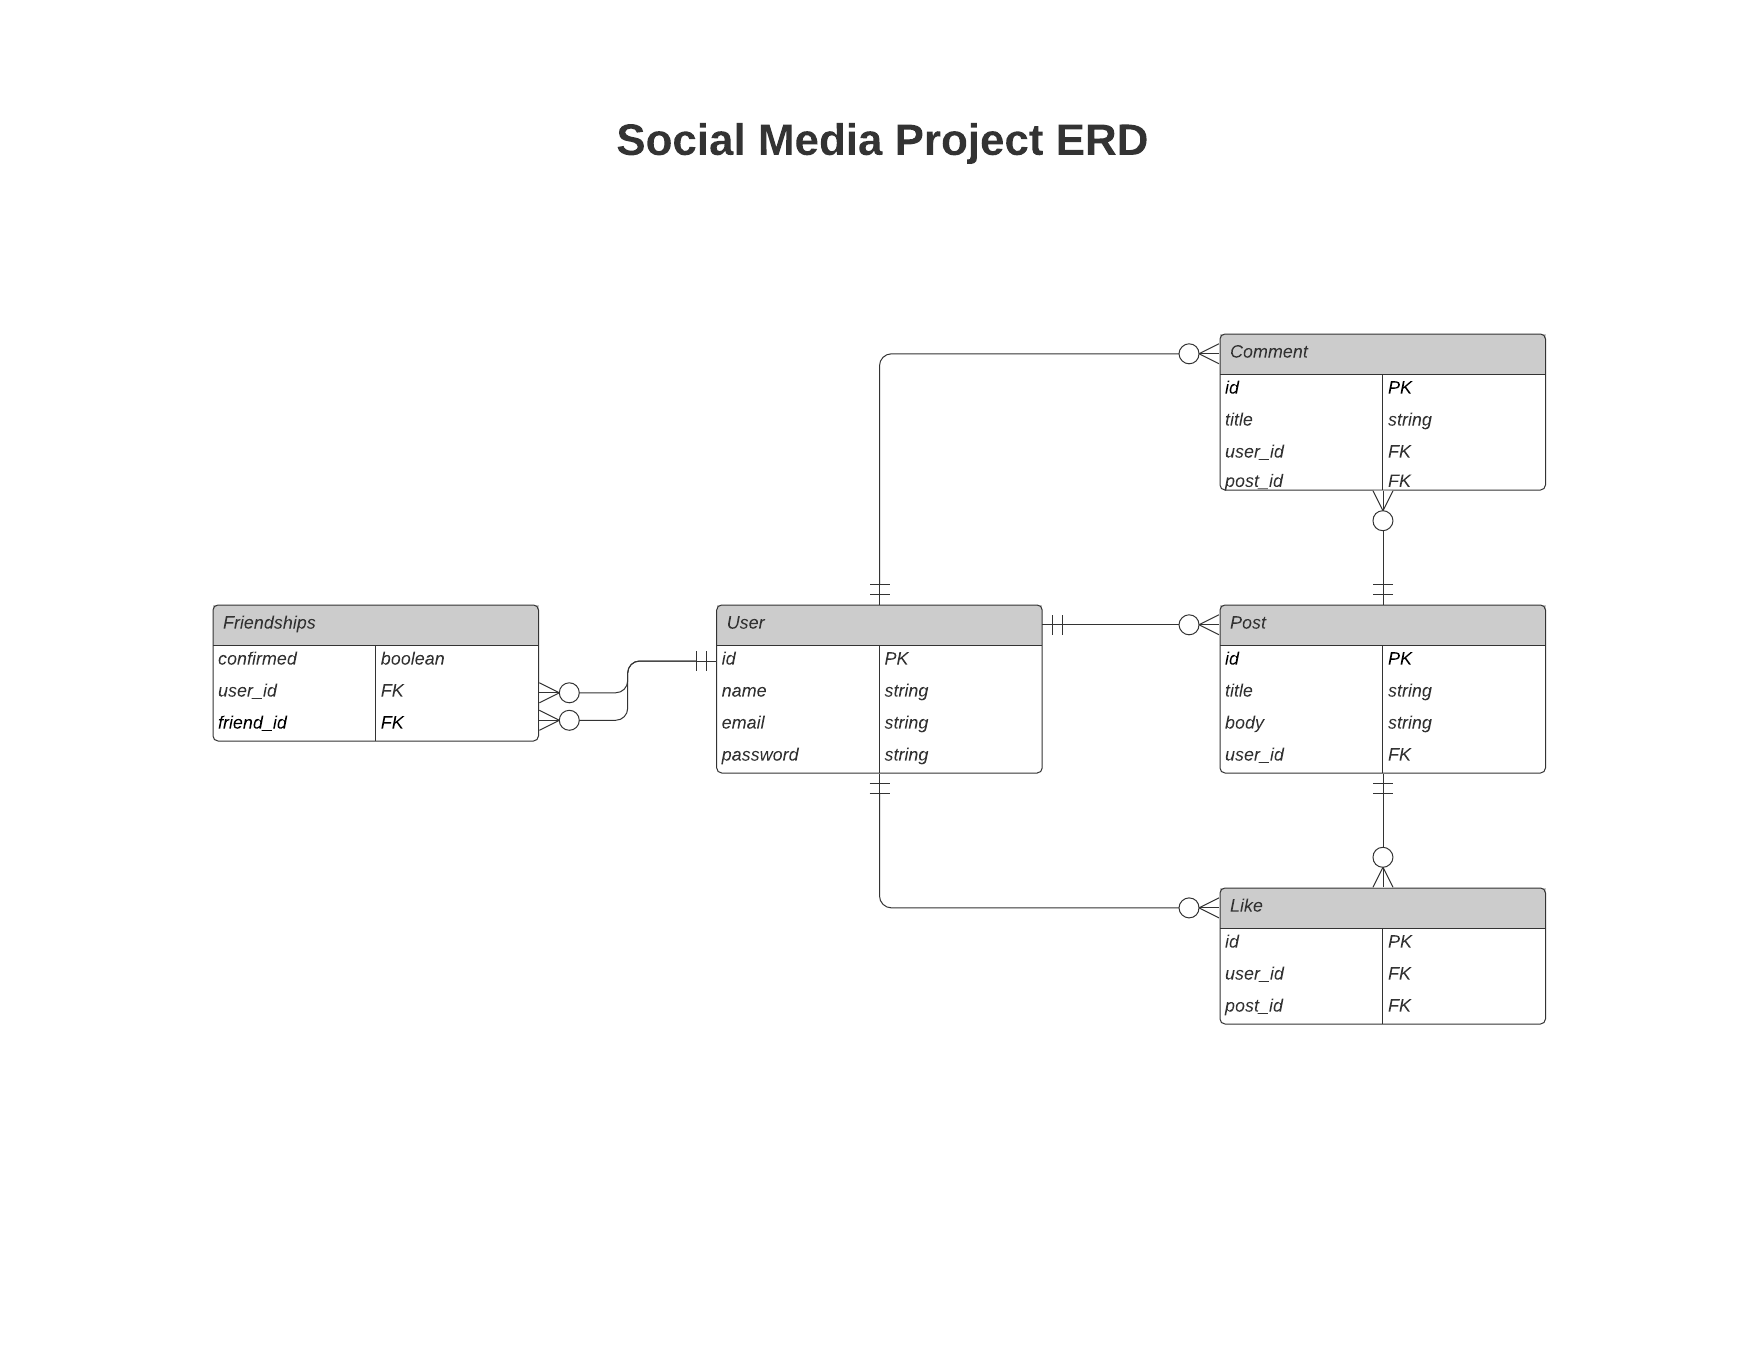 Social Media Project ERD
Comment
id PK
title string
user_id FK
post_id FK
Friendships
confirmed boolean
user_id FK
friend_id FK
User
id PK
name string
email string
password string
Post
id PK
title string
body string
user_id FK
Like
id PK
user_id FK
post_id FK